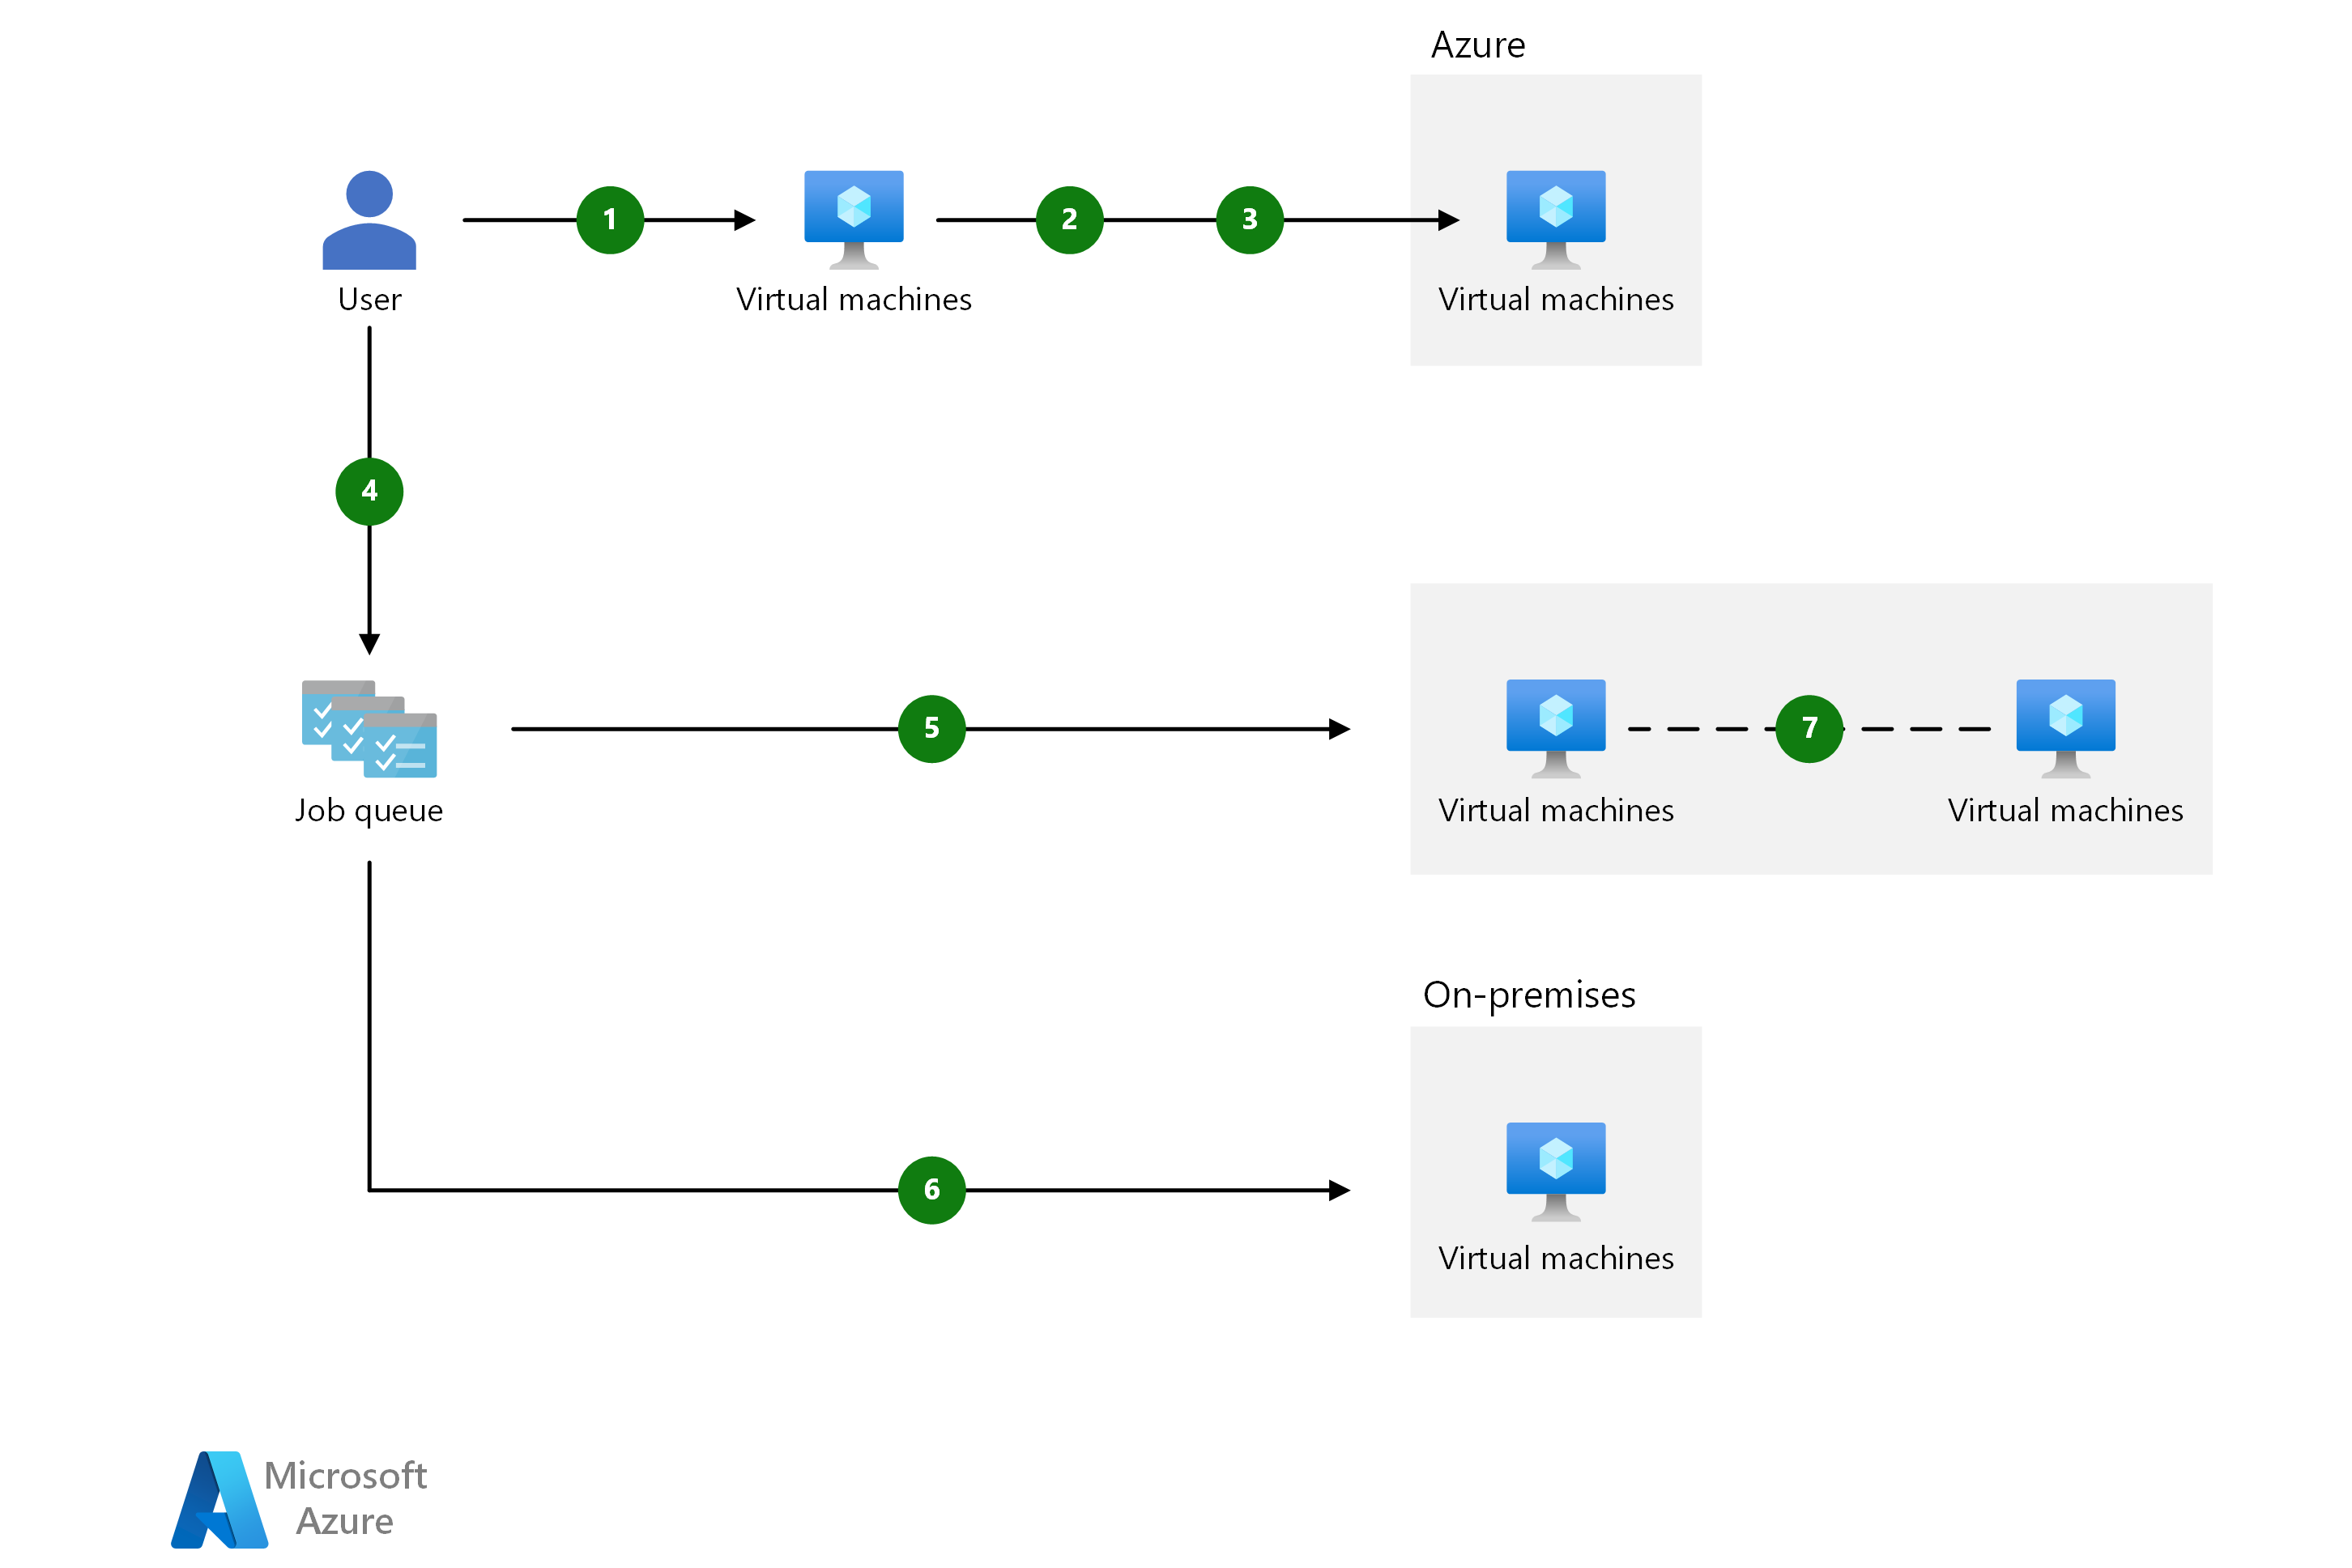 Azure
1
2
3
User
Virtual machines
Virtual machines
4
5
7
Job queue
Virtual machines
Virtual machines
On-premises
6
Virtual machines
Microsoft
Azure